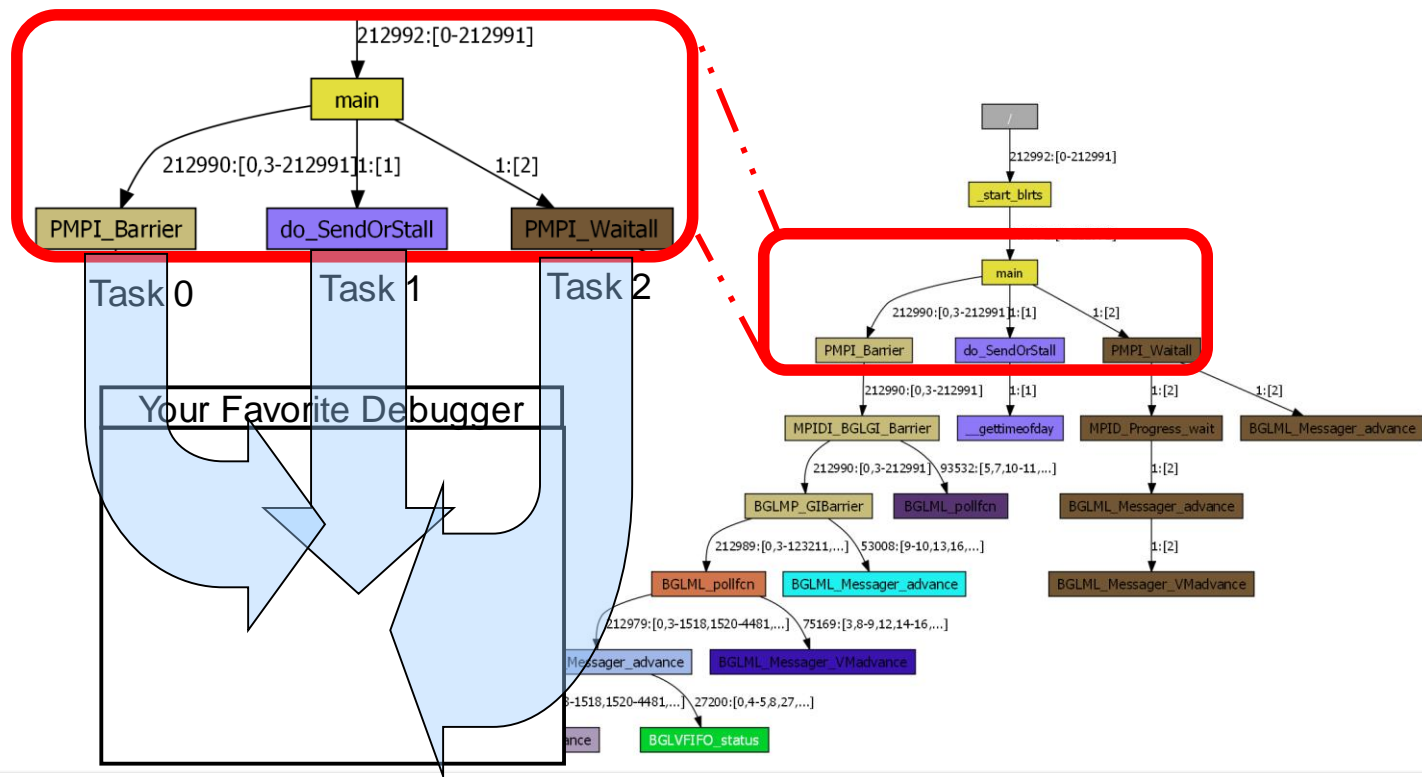 212992:[0-212991]
main
212990:[0,3-212991]
1:[1]
1:[2]
PMPI_Barrier
do_SendOrStall
PMPI_Waitall
Task 0
Task 1
Task 2
Your Favorite Debugger
/
212992:[0-212991]
_start_blrts
main
212990:[0,3-212991]
1:[1]
1:[2]
PMPI_Barrier
do_SendOrStall
PMPI_Waitall
212990:[0,3-212991]
1:[1]
1:[2]
1:[2]
MPIDI_BGLGI_Barrier
__gettimeofday
MPID_Progress_wait
BGLML_Messager_advance
212990:[0,3-212991]
93532:[5,7,10-11,...]
1:[2]
BGLMP_GIBarrier
BGLML_pollfcn
BGLML_Messager_advance
212989:[0,3-123211,...]
53008:[9-10,13,16,...]
1:[2]
BGLML_pollfcn
BGLML_Messager_advance
BGLML_Messager_VMadvance
212979:[0,3-1518,1520-4481,...]
75169:[3,8-9,12,14-16,...]
Messager_advance
BGLML_Messager_VMadvance
3-1518,1520-4481,...]
27200:[0,4-5,8,27,...]
ance
BGLVFIFO_status